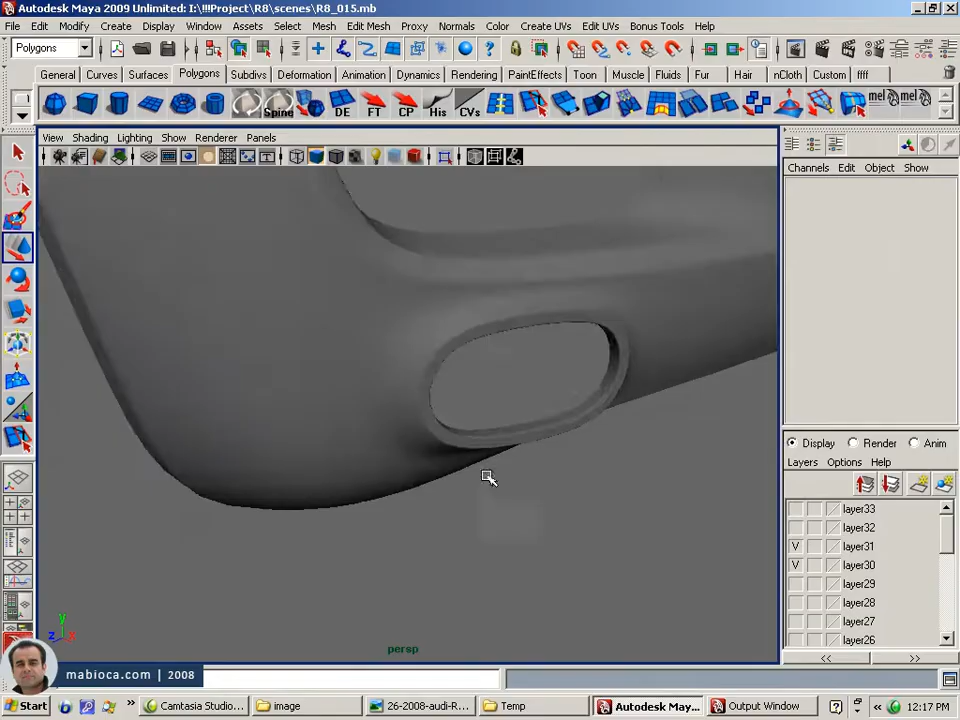 Autodesk Maya 2009 Unlimited: I:\!!!Project\R8\scenes\R8_015.mb
File Edit Modify Create Display Window Assets Select Mesh Edit Mesh Proxy Normals Color Create UVs Edit UVs Bonus Tools Help
Polygons
General Curves Surfaces Polygons Subdivs Deformation Animation Dynamics Rendering PaintEffects Toon Muscle Fluids Fur Hair nCloth Custom ffff
Spine DE FT CP His CVs mel mel
View Shading Lighting Show Renderer Panels
Channels Edit Object Show
Display Render Anim
Layers Options Help
layer33
layer32
V layer31
V layer30
layer29
layer28
layer27
layer26
y
z x
persp
<< >>
mabioca.com | 2008
Start Camtasia Studio... image 26-2008-audi-R... Temp Autodesk May... Output Window 12:17 PM